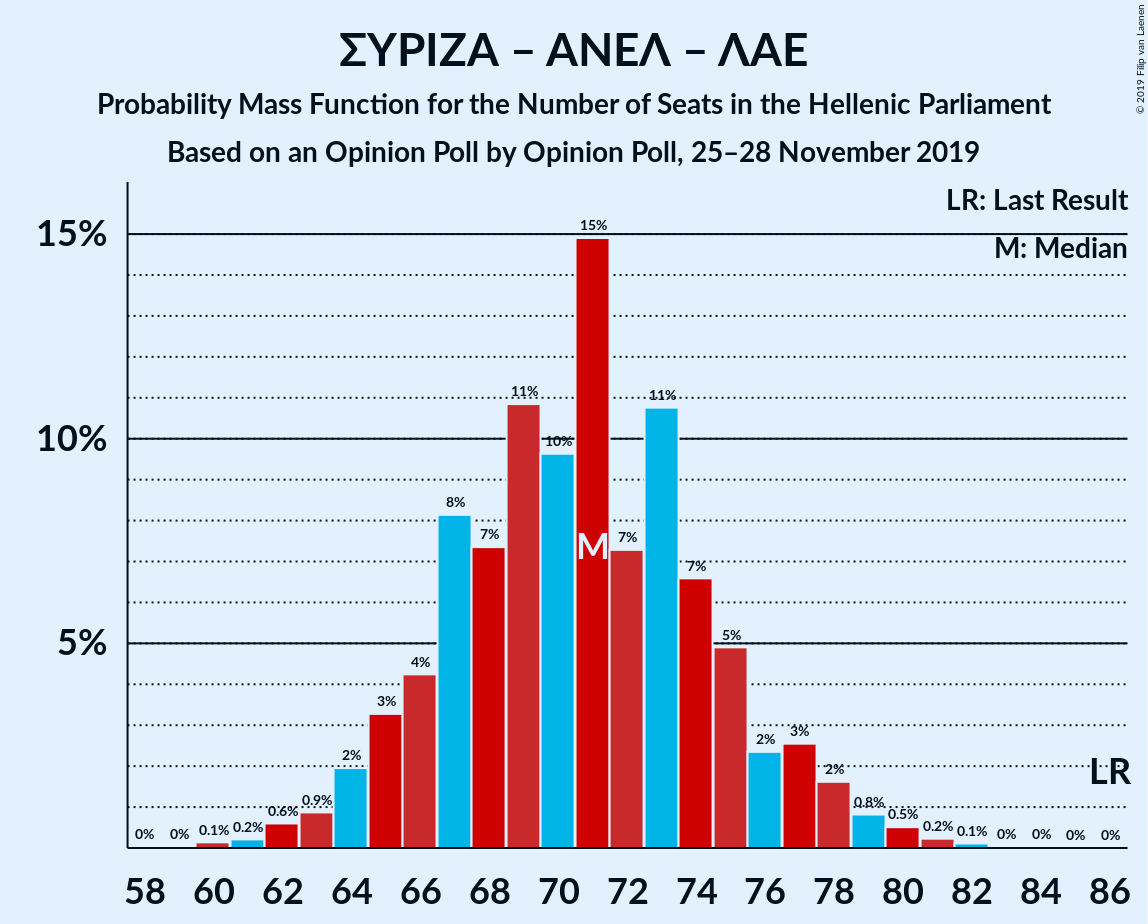 ΣΥΡΙΖΑ – ΑΝΕΛ – ΛΑΕ
Probability Mass Function for the Number of Seats in the Hellenic Parliament
Based on an Opinion Poll by Opinion Poll, 25–28 November 2019
© 2019 Filip van Laenen
LR: Last Result
M: Median
15%
10%
5%
0% 0% 0.1% 0.2% 0.6% 0.9% 2% 3% 4% 8% 7% 11% 10% 15% 7% 11% 7% 5% 2% 3% 2% 0.8% 0.5% 0.2% 0.1% 0% 0% 0% 0%
M
LR
58 60 62 64 66 68 70 72 74 76 78 80 82 84 86